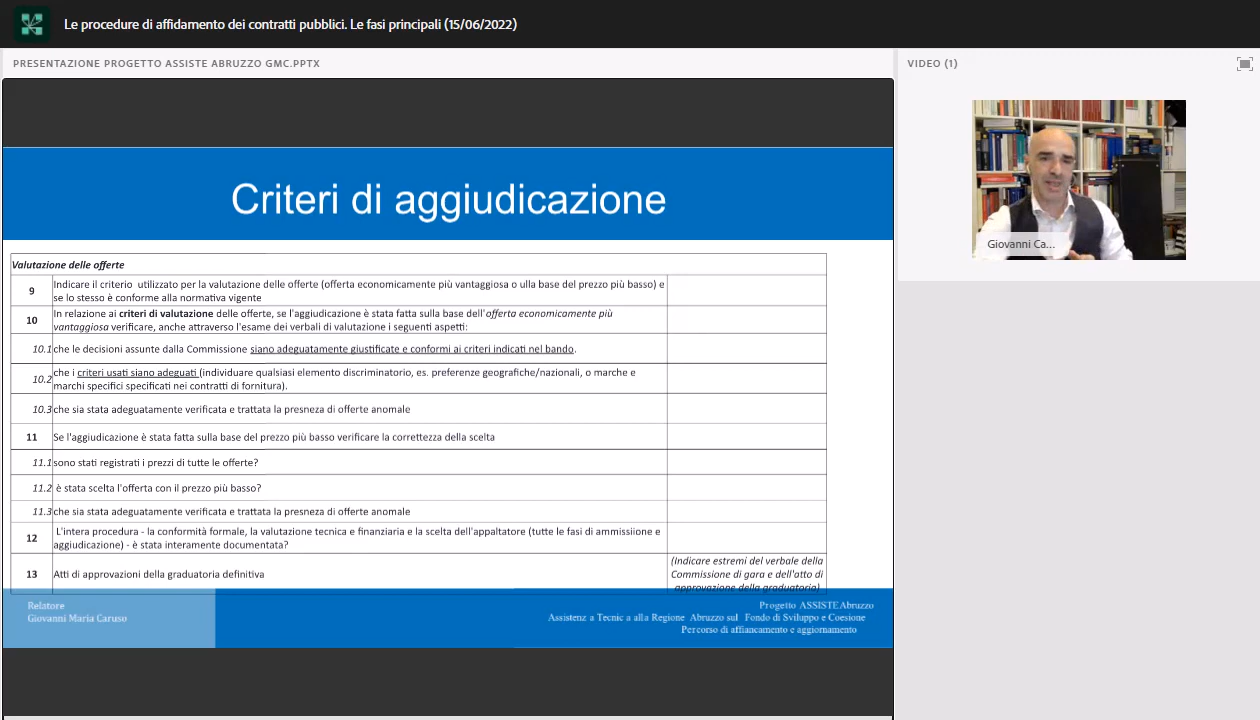 Le procedure di affidamento dei contratti pubblici. Le fasi principali (15/06/2022)
PRESENTAZIONE PROGETTO ASSISTE ABRUZZO GMC.PPTX
VIDEO (1)
Giovanni Ca...
Criteri di aggiudicazione
Valutazione delle offerte
9 Indicare il criterio utilizzato per la valutazione delle offerte (offerta economicamente più vantaggiosa o ulla base del prezzo più basso) e
se lo stesso è conforme alla normativa vigente
10 In relazione ai criteri di valutazione delle offerte, se l'aggiudicazione è stata fatta sulla base dell'offerta economicamente più
vantaggiosa verificare, anche attraverso l'esame dei verbali di valutazione i seguenti aspetti:
10.1 che le decisioni assunte dalla Commissione siano adeguatamente giustificate e conformi ai criteri indicati nel bando.
10.2 che i criteri usati siano adeguati (individuare qualsiasi elemento discriminatorio, es. preferenze geografiche/nazionali, o marche e
marchi specifici specificati nei contratti di fornitura).
10.3 che sia stata adeguatamente verificata e trattata la presneza di offerte anomale
11 Se l'aggiudicazione è stata fatta sulla base del prezzo più basso verificare la correttezza della scelta
11.1 sono stati registrati i prezzi di tutte le offerte?
11.2 è stata scelta l'offerta con il prezzo più basso?
11.3 che sia stata adeguatamente verificata e trattata la presneza di offerte anomale
12 L'intera procedura - la conformità formale, la valutazione tecnica e finanziaria e la scelta dell'appaltatore (tutte le fasi di ammissiione e
aggiudicazione) - è stata interamente documentata?
13 Atti di approvazioni della graduatoria definitiva
(Indicare estremi del verbale della
Commissione di gara e dell'atto di
approvazione della graduatoria)
Relatore
Giovanni Maria Caruso
Progetto ASSISTE Abruzzo
Assistenz a Tecnic a alla Regione Abruzzo sul Fondo di Sviluppo e Coesione
Percorso di affiancamento e aggiornamento